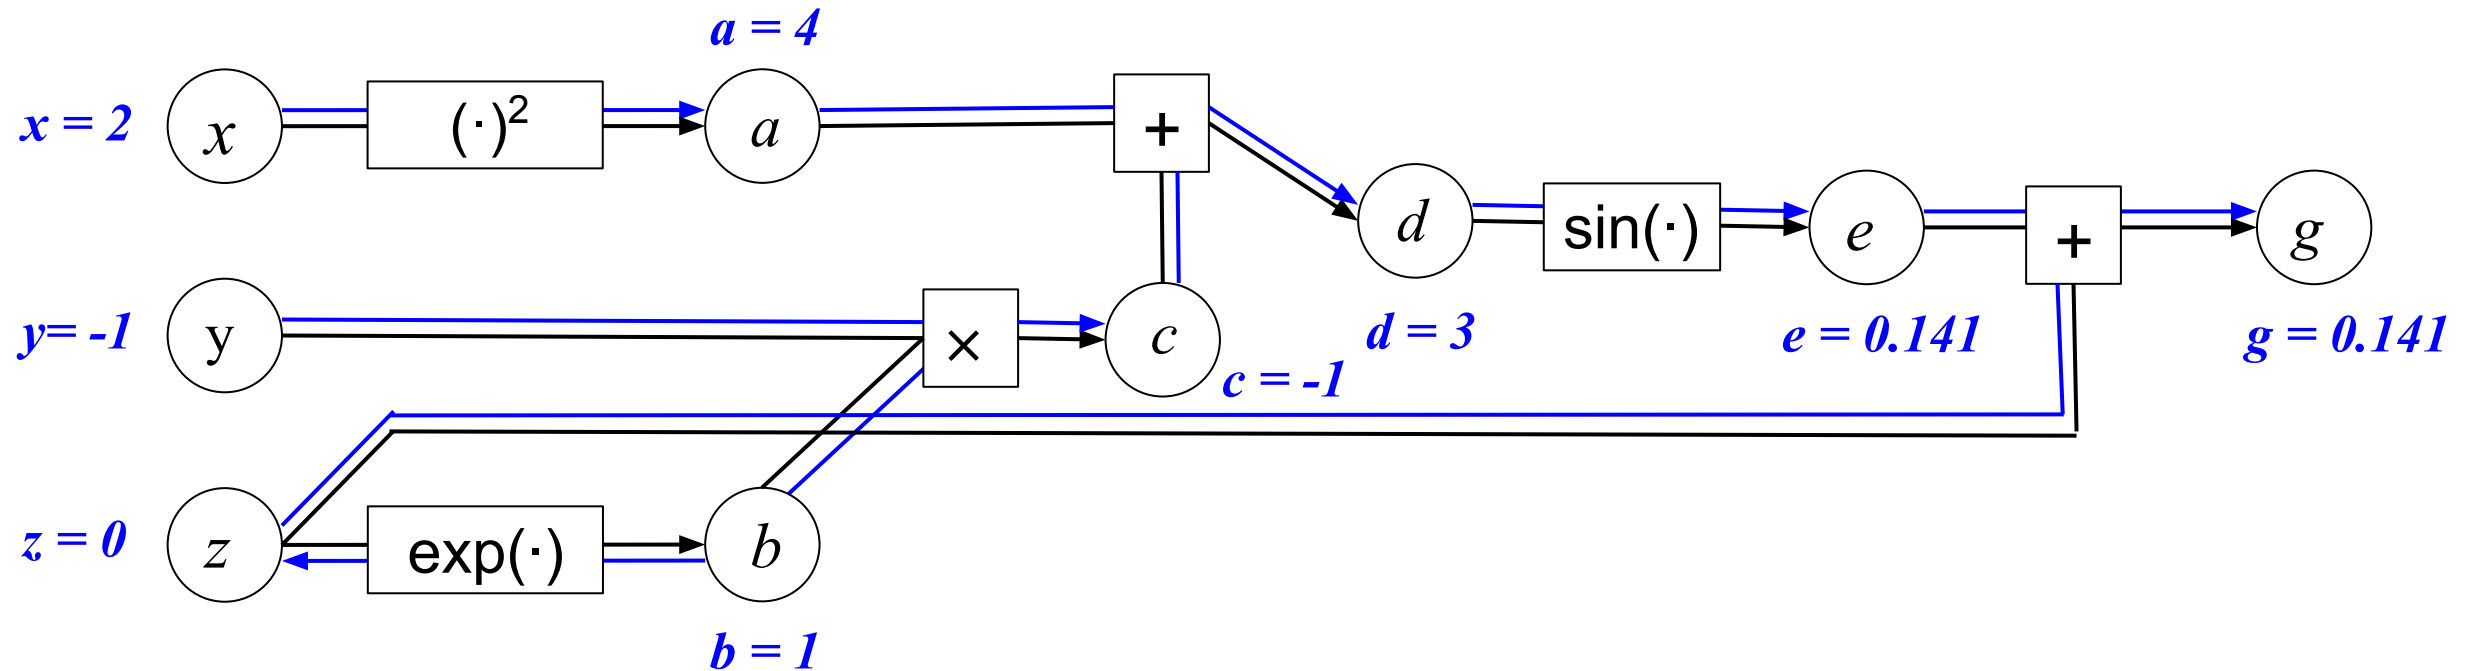 a = 4
x = 2
x
(·)²
a
+
d
sin(·)
e
+
g
y= -1
y
×
c
d = 3
e = 0.141
g = 0.141
c = -1
z = 0
z
exp(·)
b
b = 1